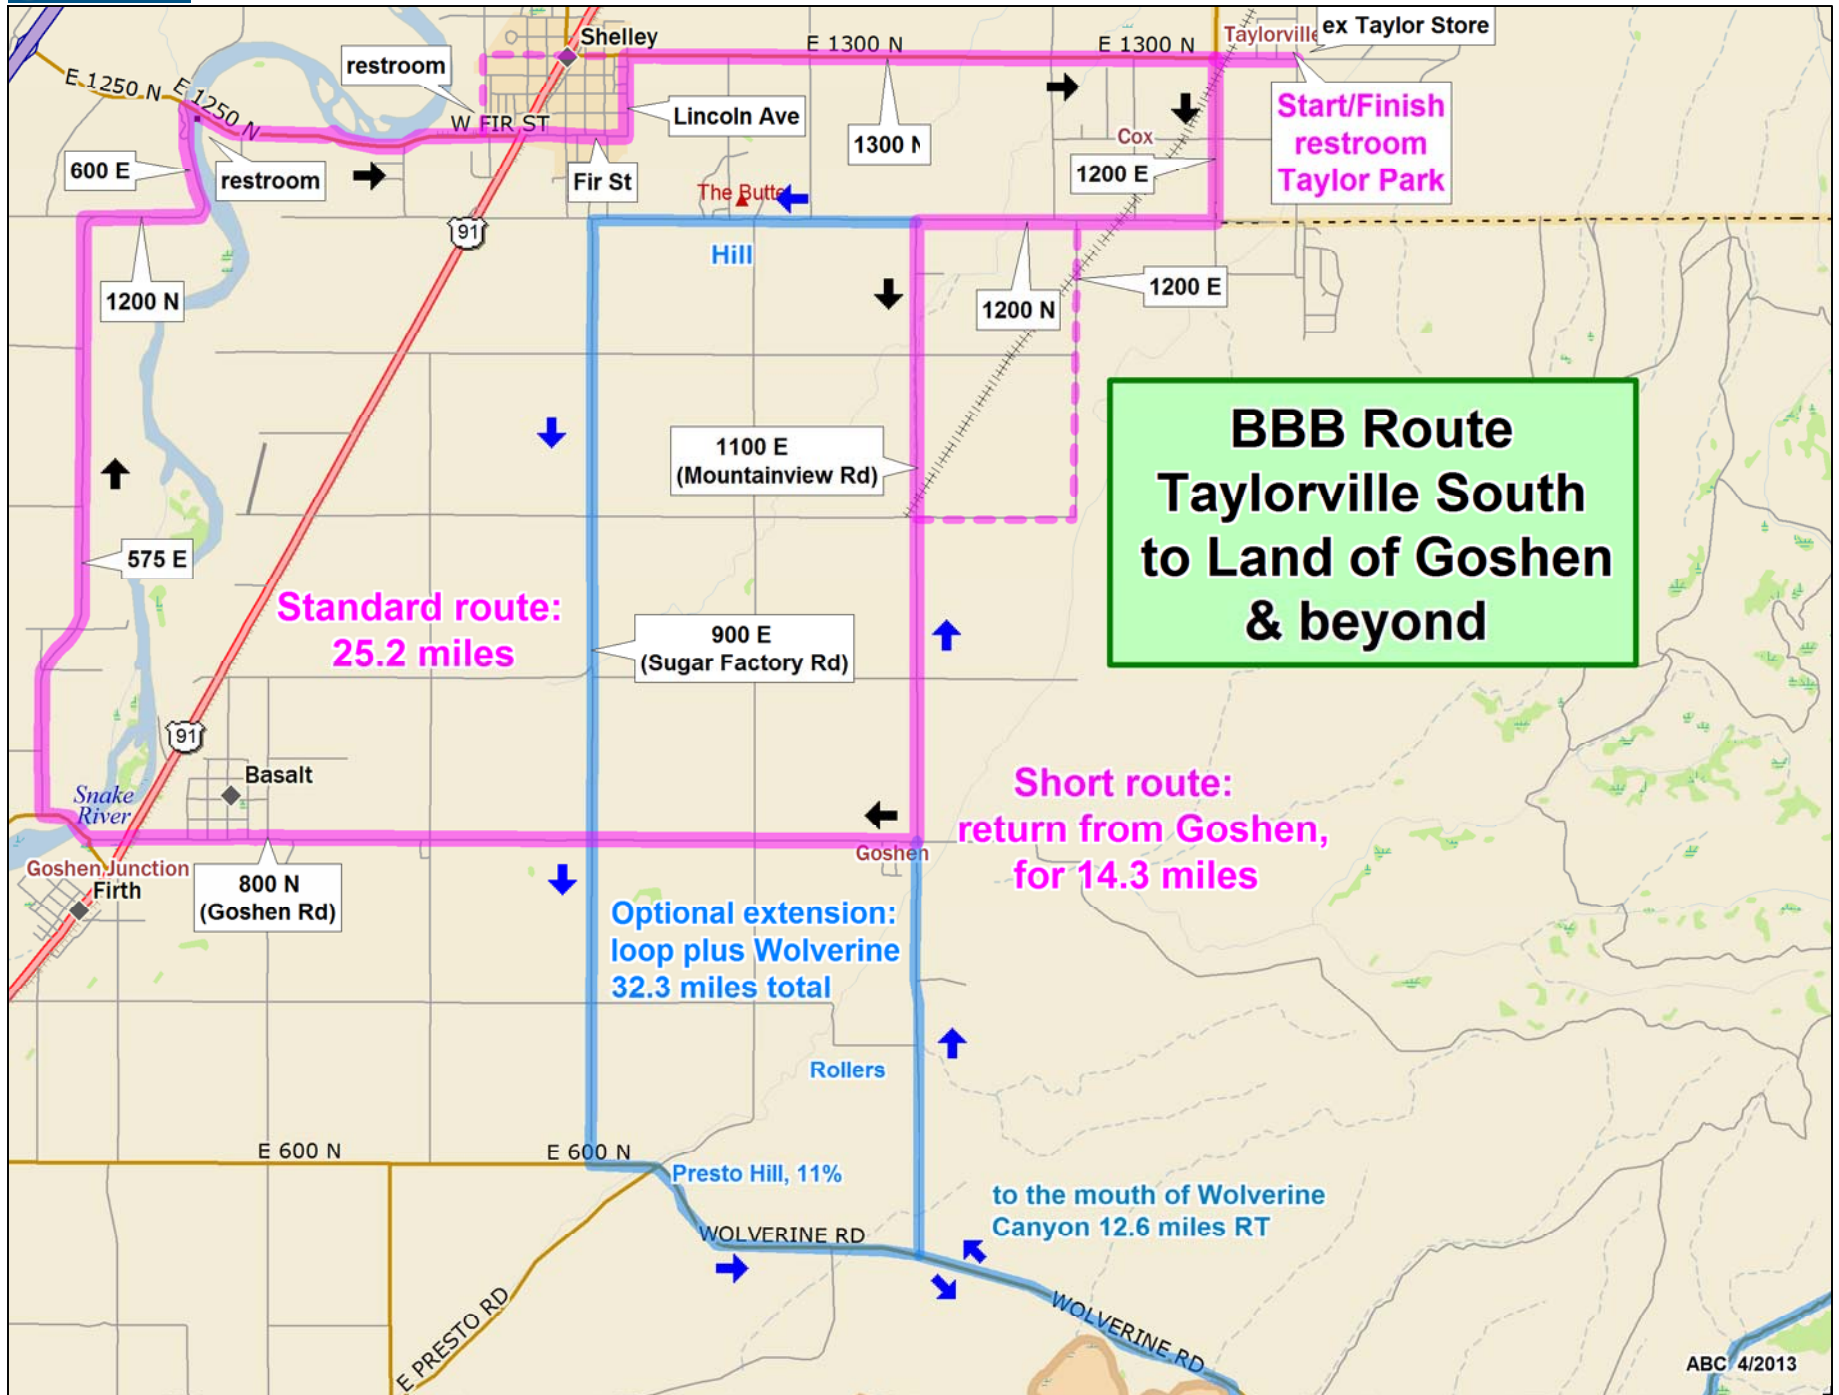 Shelley
E 1300 N
E 1300 N
Taylorville
ex Taylor Store
restroom
E 1250 N
E 1250 N
W FIR ST
Lincoln Ave
1300 N
Start/Finish
restroom
Taylor Park
Cox
1200 E
600 E
restroom
Fir St
The Butte
91
Hill
1200 N
1200 N
1200 E
BBB Route
Taylorville South
to Land of Goshen
& beyond
1100 E
(Mountainview Rd)
575 E
Standard route:
25.2 miles
900 E
(Sugar Factory Rd)
91
Basalt
Snake
River
Short route:
return from Goshen,
for 14.3 miles
Goshen
Goshen Junction
Firth
800 N
(Goshen Rd)
Optional extension:
loop plus Wolverine
32.3 miles total
Rollers
E 600 N
E 600 N
Presto Hill, 11%
to the mouth of Wolverine
Canyon 12.6 miles RT
WOLVERINE RD
WOLVERINE RD
E PRESTO RD
ABC 4/2013